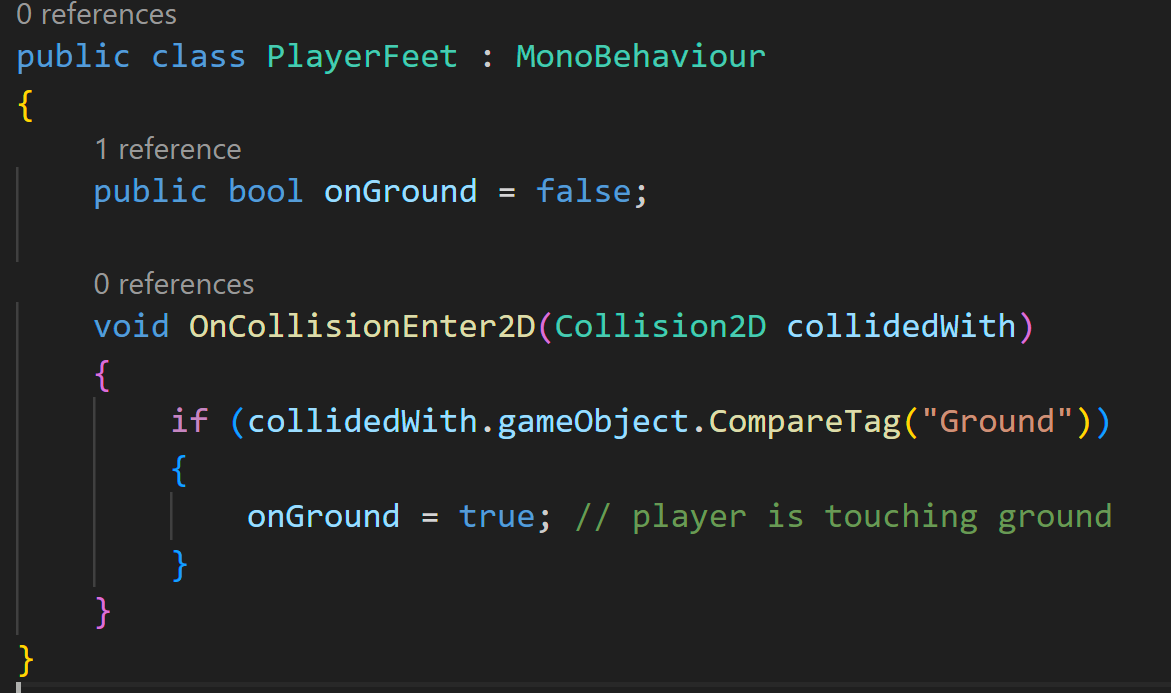 0 references
public class PlayerFeet : MonoBehaviour
{
1 reference
public bool onGround = false;
0 references
void OnCollisionEnter2D(Collision2D collidedWith)
{
if (collidedWith.gameObject.CompareTag("Ground"))
{
onGround = true; // player is touching ground
}
}
}